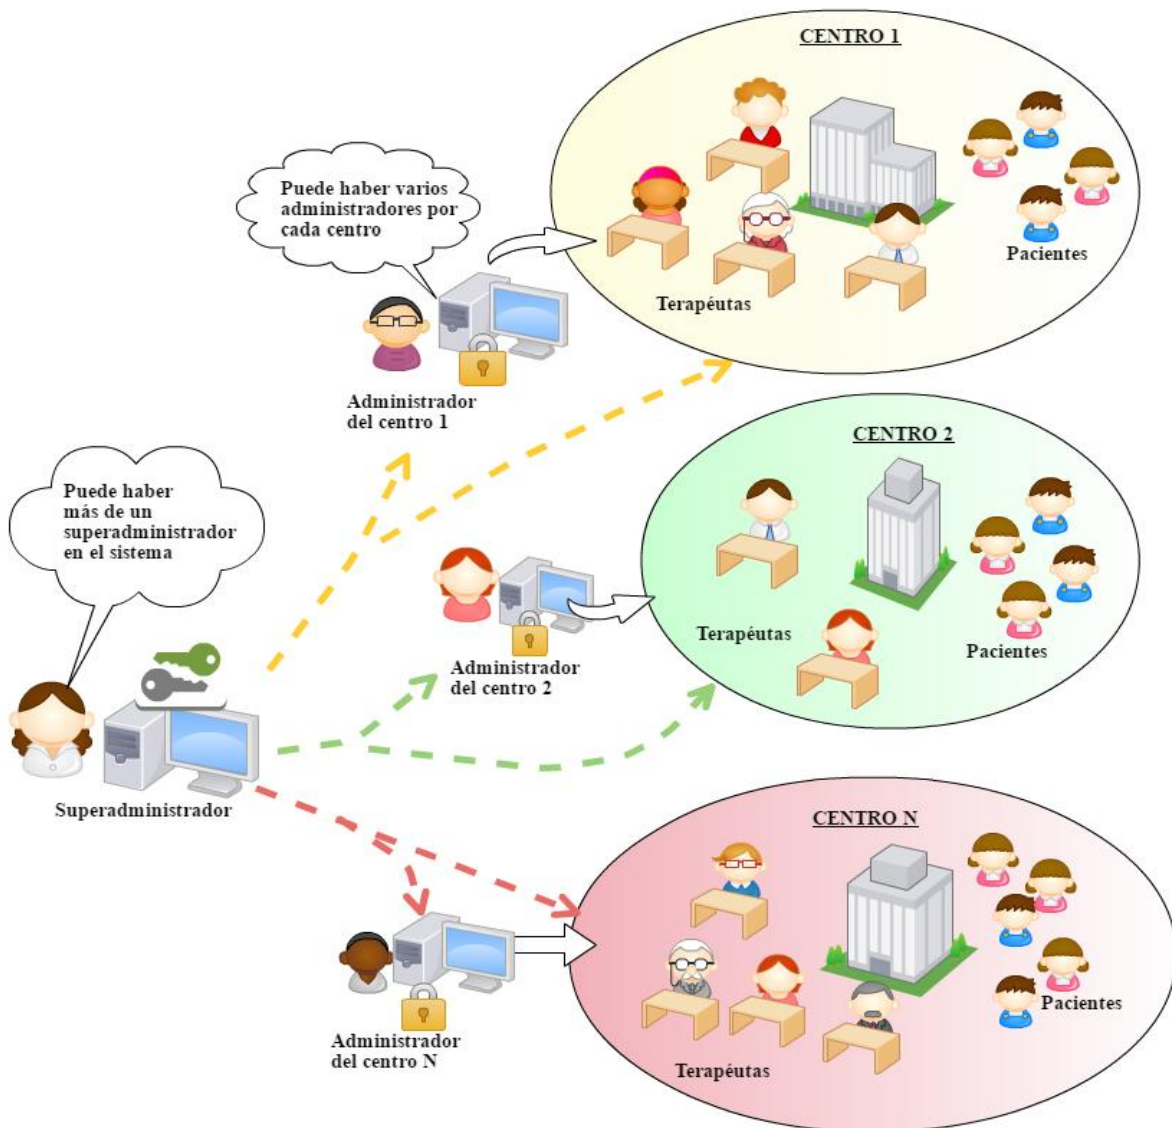 CENTRO 1
Puede haber varios
administradores por
cada centro
Pacientes
Terapéutas
Administrador
del centro 1
CENTRO 2
Puede haber
más de un
superadministrador
en el sistema
Terapéutas
Pacientes
Administrador
del centro 2
Superadministrador
CENTRO N
Pacientes
Administrador
del centro N
Terapéutas